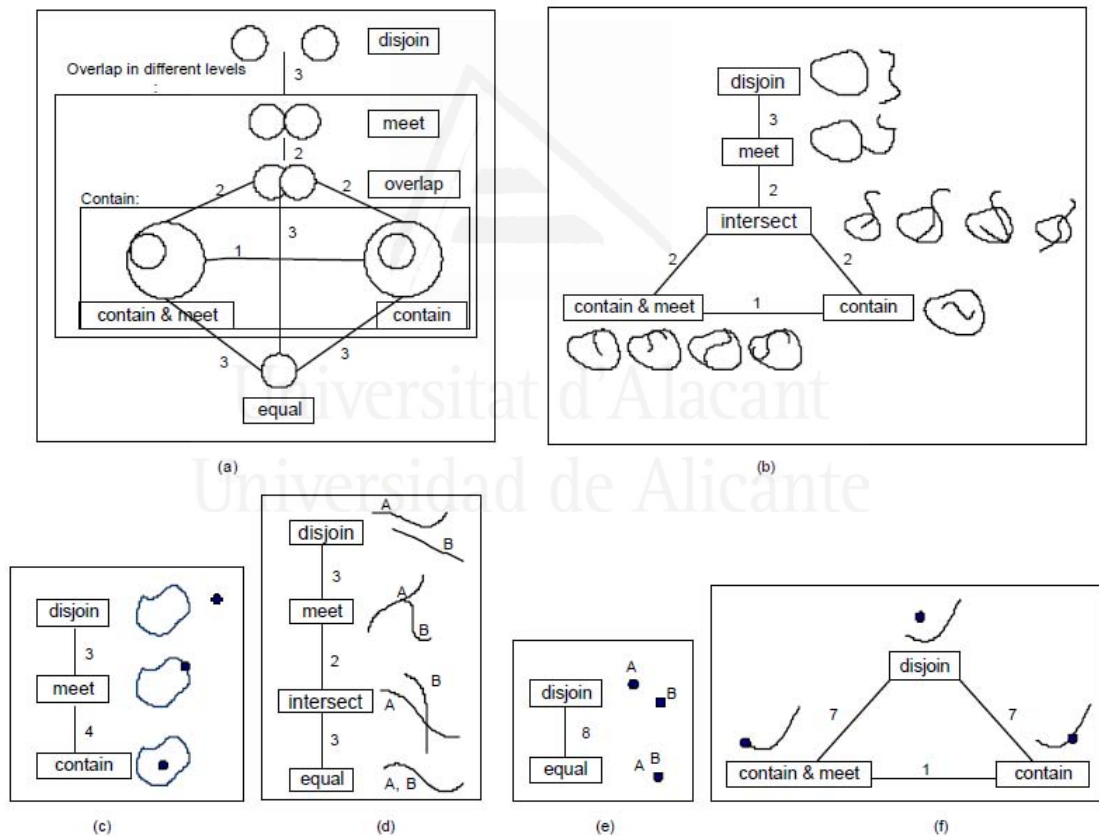 disjoin
Overlap in different levels
:
3
meet
2
overlap
2
2
Contain:
3
1
contain & meet
contain
3
3
equal
(a)
disjoin
3
meet
2
intersect
2
2
contain & meet
1
contain
(b)
Universitat d'Alacant
Universidad de Alicante
disjoin
3
meet
4
contain
(c)
disjoin
A
B
3
meet
A
B
2
intersect
B
A
3
equal
A, B
(d)
disjoin
A
B
8
equal
A
B
(e)
disjoin
7
7
contain & meet
1
contain
(f)